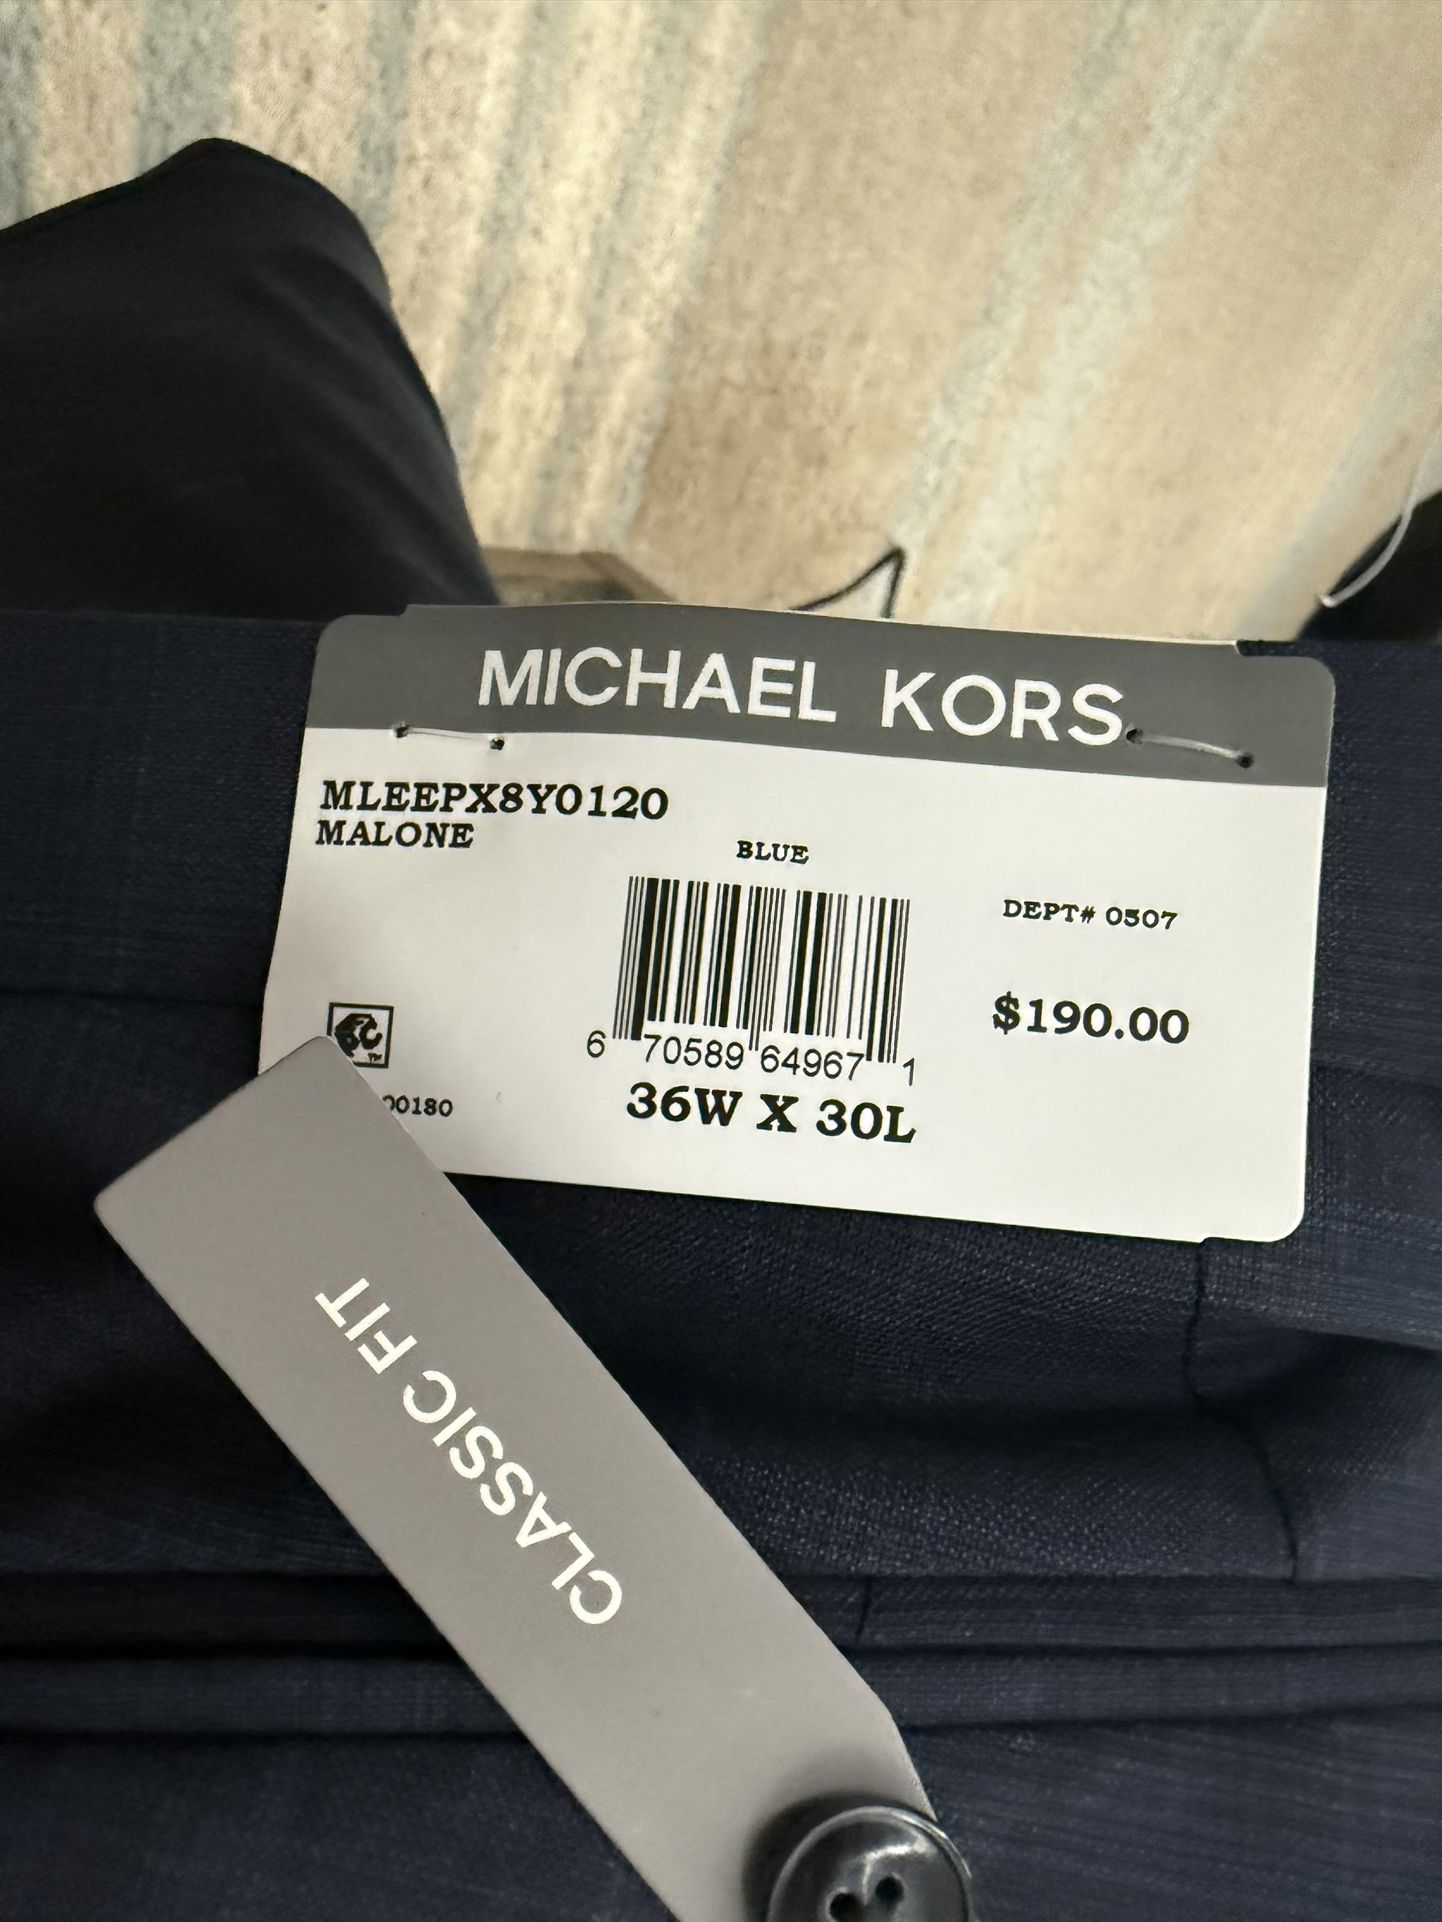 MICHAEL KORS
MLEEPX8Y0120
MALONE
BLUE
DEPT# 0507
$190.00
6 70589 64967 1
36W X 30L
00180
CLASSIC FIT